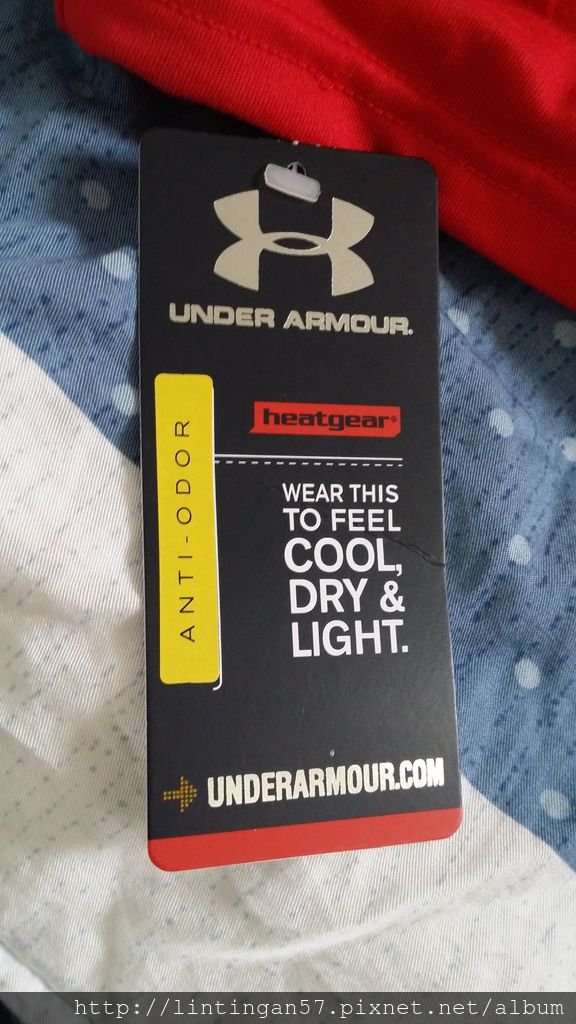 UNDER ARMOUR.
heatgear®
ANTI-ODOR
WEAR THIS
TO FEEL
COOL,
DRY &
LIGHT.
UNDERARMOUR.COM
http://lintingan57.pixnet.net/album